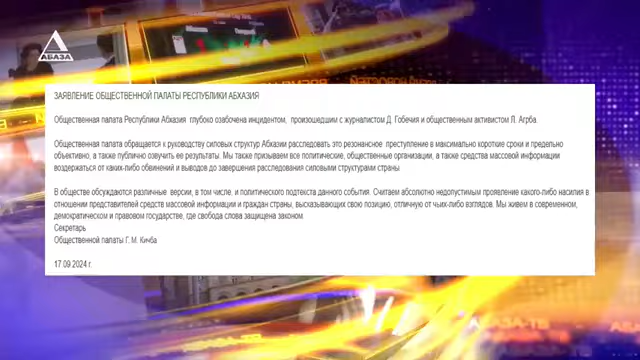 АБАЗА
ЗАЯВЛЕНИЕ ОБЩЕСТВЕННОЙ ПАЛАТЫ РЕСПУБЛИКИ АБХАЗИЯ
Общественная палата Республики Абхазия глубоко озабочена инцидентом, произошедшим с журналистом Д. Гобечия и общественным активистом Л. Агрба.
Общественная палата обращается к руководству силовых структур Абхазии расследовать это резонансное преступление в максимально короткие сроки и предельно
объективно, а также публично озвучить ее результаты. Мы также призываем все политические, общественные организации, а также средства массовой информации
воздержаться от каких-либо обвинений и выводов до завершения расследования силовыми структурами страны
В обществе обсуждаются различные версии, в том числе, и политического подтекста данного события. Считаем абсолютно недопустимым проявление какого-либо насилия в
отношении представителей средств массовой информации и граждан страны, высказывающих свою позицию, отличную от чьих-либо взглядов. Мы живем в современном,
демократическом и правовом государстве, где свобода слова защищена законом.
Секретарь
Общественной палаты Г. М. Кичба
17.09.2024 г.
АБАЗА-ТВ